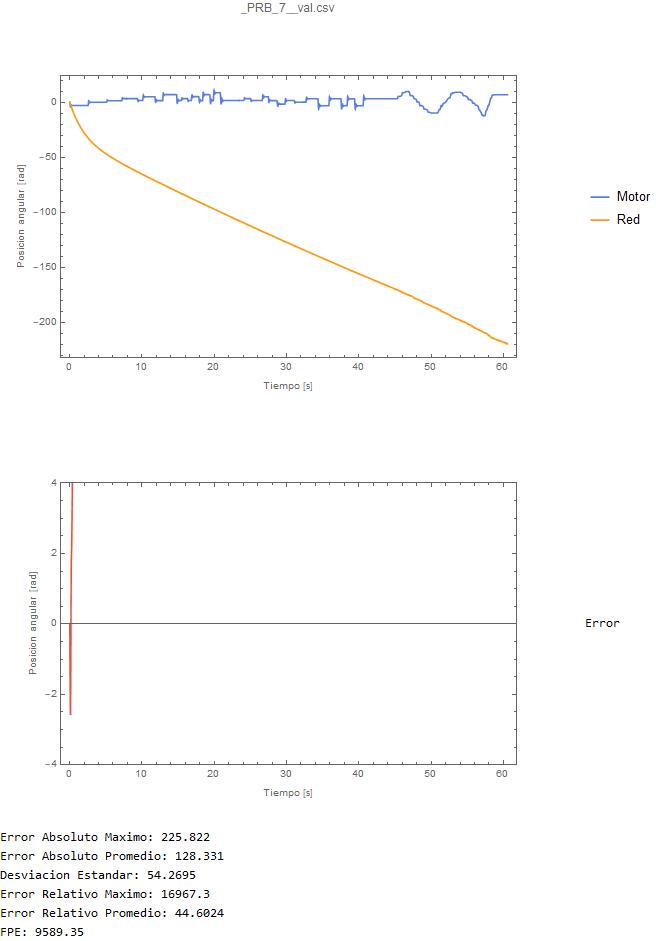 _PRB_7__val.csv
0
−50
−100
−150
−200
Posicion angular [rad]
0 10 20 30 40 50 60
Tiempo [s]
Motor
Red
4
2
0
−2
−4
Posicion angular [rad]
0 10 20 30 40 50 60
Tiempo [s]
Error
Error Absoluto Maximo: 225.822
Error Absoluto Promedio: 128.331
Desviacion Estandar: 54.2695
Error Relativo Maximo: 16967.3
Error Relativo Promedio: 44.6024
FPE: 9589.35